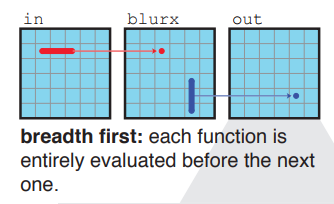 in blurx out
breadth first: each function is
entirely evaluated before the next
one.